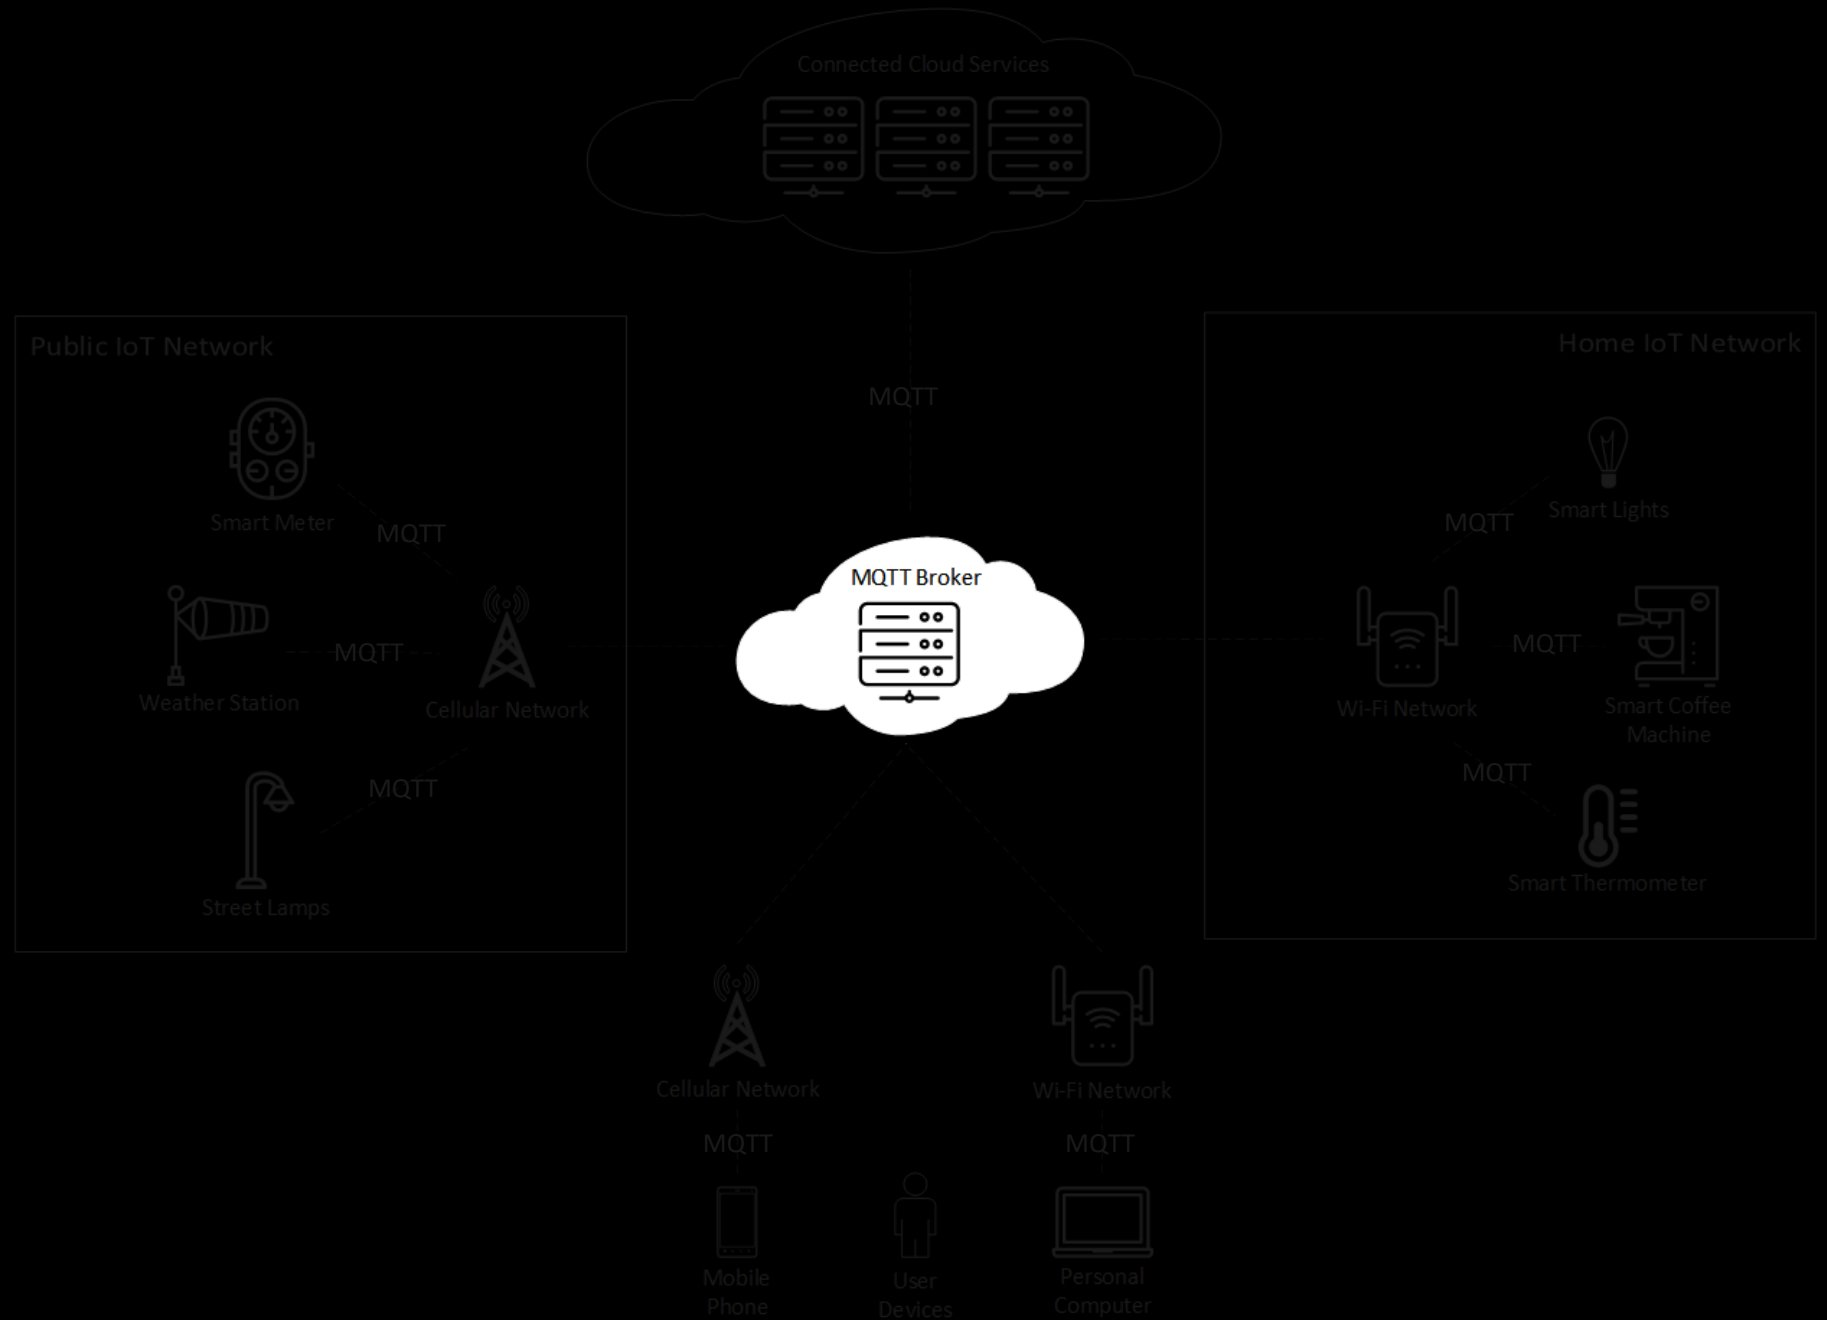 Connected Cloud Services
Public IoT Network
Home IoT Network
MQTT
Smart Meter
MQTT
Smart Lights
MQTT
MQTT Broker
Weather Station
MQTT
Cellular Network
Wi-Fi Network
MQTT
Smart Coffee
Machine
MQTT
Street Lamps
MQTT
Smart Thermometer
Cellular Network
Wi-Fi Network
MQTT
MQTT
Mobile
Phone
User
Devices
Personal
Computer